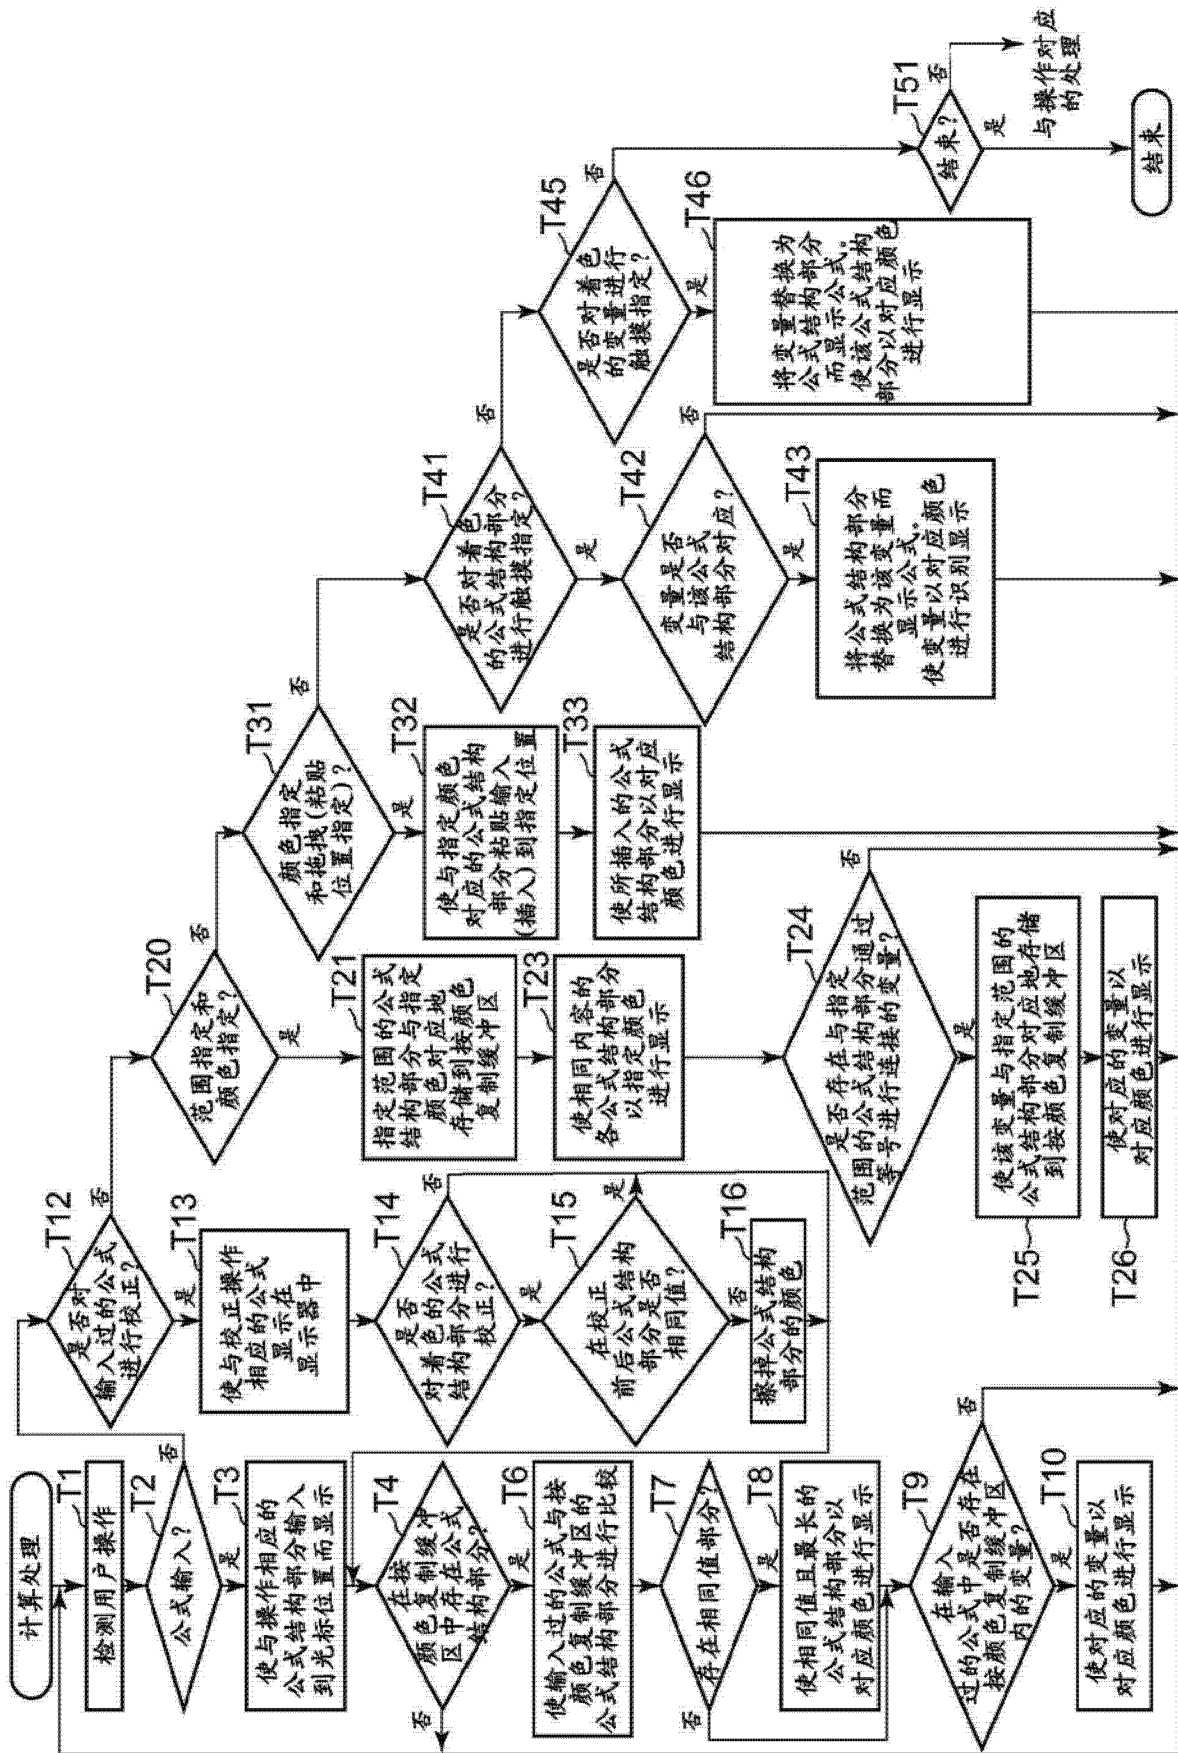 计算处理
T1
检测用户操作
T2
公式输入?
是
否
T3
使与操作相应的
公式结构部分输入
到光标位置而显示
T4
在按
颜色复制缓冲
区中存在公式
结构部分?
否
是
T6
使输入过的公式与按
颜色复制缓冲区的
公式结构部分进行比较
T7
存在相同值部分?
否
是
T8
使相同值且最长的
公式结构部分以
对应颜色进行显示
T9
在输入
过的公式中是否存在
按颜色复制缓冲区
内的变量?
否
是
T10
使对应的变量以
对应颜色进行显示
T12
是否对
输入过的公式
进行校正?
否
是
T13
使与校正操作
相应的公式
显示在
显示器中
T14
是否
对着色的公式
结构部分进行
校正?
否
是
T15
在校正
前后公式结构
部分是否
相同值?
是
否
T16
擦掉公式结构
部分的颜色
T20
范围指定和
颜色指定?
否
是
T21
指定范围的公式
结构部分与指定
颜色对应地
存储到按颜色
复制缓冲区
T23
使相同内容的
各公式结构部分
以指定颜色
进行显示
T24
是否存在与指定
范围的公式结构部分通过
等号进行连接的变量?
否
是
T25
使该变量与指定范围的
公式结构部分对应地存储
到按颜色复制缓冲区
T26
使对应的变量以
对应颜色进行显示
T31
颜色指定
和拖拽(粘贴
位置指定)?
否
是
T32
使与指定颜色
对应的公式结构
部分粘贴输入
(插入)到指定位置
T33
使所插入的公式
结构部分以对应
颜色进行显示
T41
是否对着色
的公式结构部分
进行触摸指定?
否
是
T42
变量是否
与该公式
结构部分对应?
否
是
T43
将公式结构部分
替换为该变量而
显示公式。
使变量以对应颜色
进行识别显示
T45
是否对着色
的变量进行
触摸指定?
否
是
T46
将变量替换为
公式结构部分
而显示公式。
使该公式结构
部分以对应颜色
进行显示
T51
结束?
否
是
与操作对应
的处理
结束